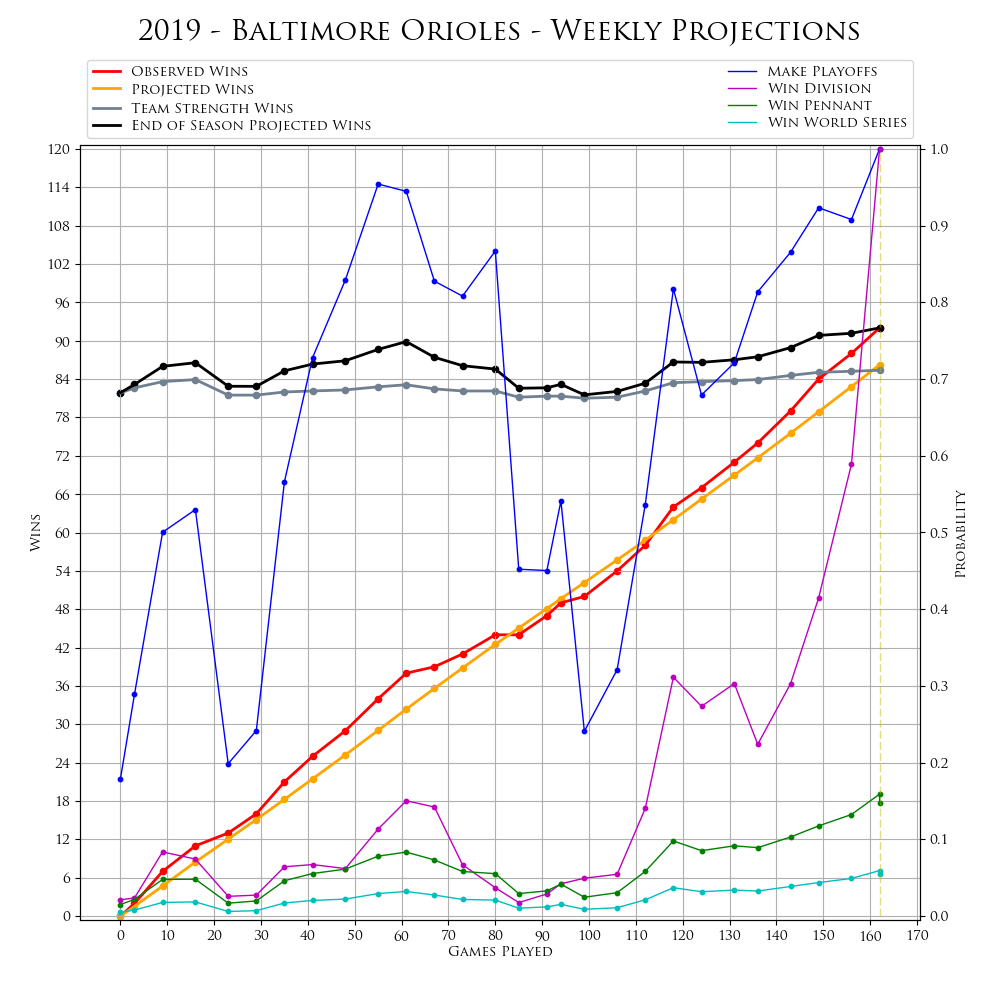 2019 - Baltimore Orioles - Weekly Projections
Observed Wins
Projected Wins
Team Strength Wins
End of Season Projected Wins
Make Playoffs
Win Division
Win Pennant
Win World Series
120
114
108
102
96
90
84
78
72
66
60
54
48
42
36
30
24
18
12
6
0
Wins
1.0
0.9
0.8
0.7
0.6
0.5
0.4
0.3
0.2
0.1
0.0
Probability
0 10 20 30 40 50 60 70 80 90 100 110 120 130 140 150 160 170
Games Played